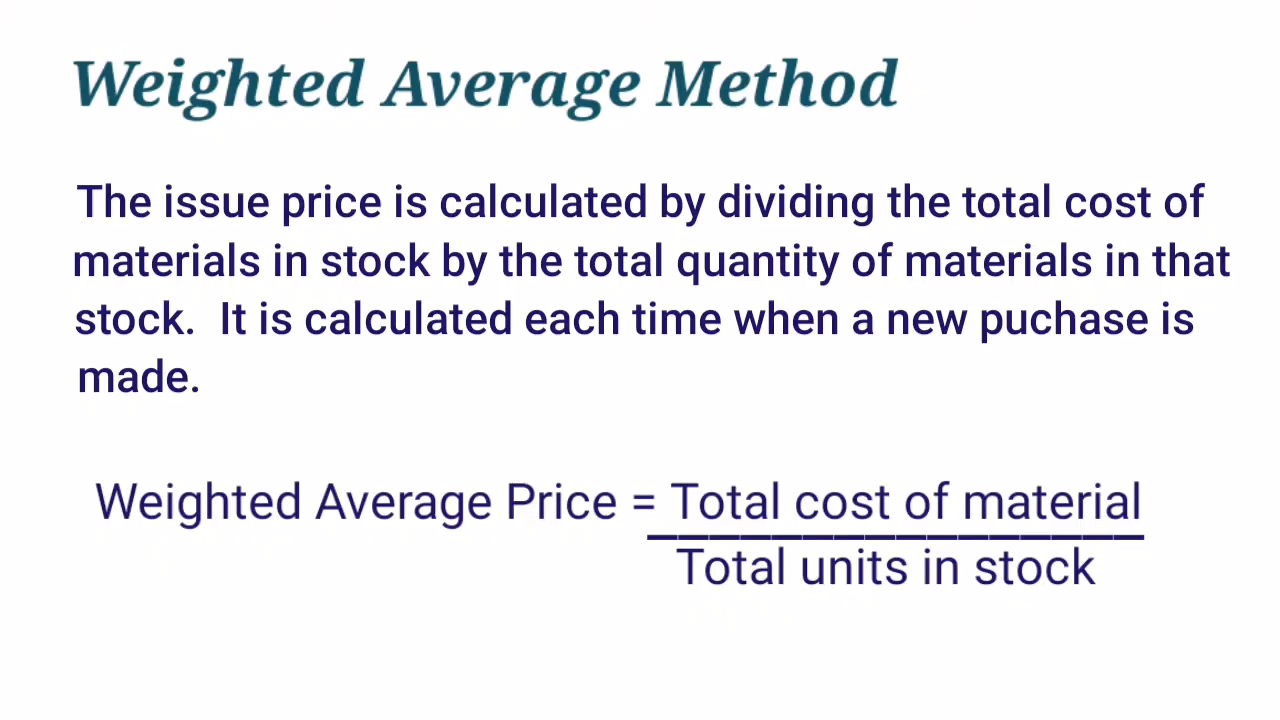 Weighted Average Method
The issue price is calculated by dividing the total cost of
materials in stock by the total quantity of materials in that
stock.  It is calculated each time when a new puchase is
made.
Weighted Average Price = Total cost of material
Total units in stock